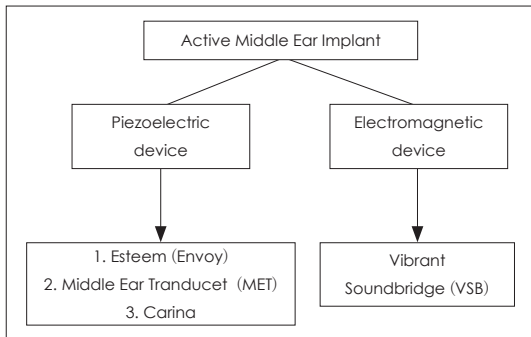 Active Middle Ear Implant
Piezoelectric
device
Electromagnetic
device
1. Esteem (Envoy)
2. Middle Ear Tranducet (MET)
3. Carina
Vibrant
Soundbridge (VSB)